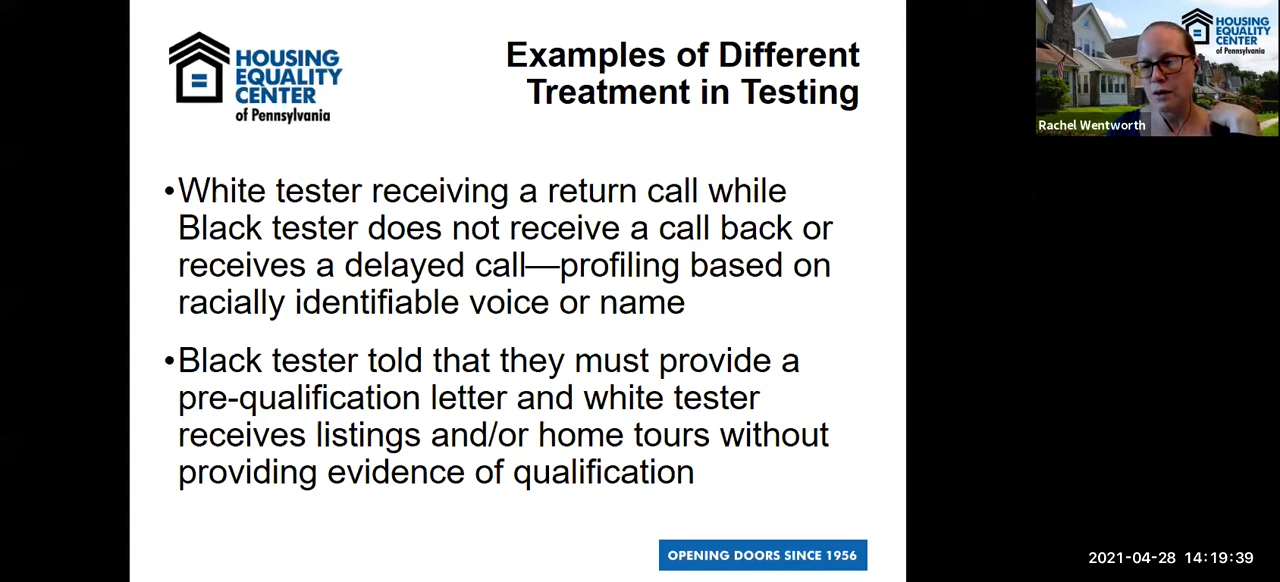 HOUSING
EQUALITY
CENTER
of Pennsylvania
Examples of Different
Treatment in Testing
•White tester receiving a return call while
Black tester does not receive a call back or
receives a delayed call—profiling based on
racially identifiable voice or name
•Black tester told that they must provide a
pre-qualification letter and white tester
receives listings and/or home tours without
providing evidence of qualification
OPENING DOORS SINCE 1956
HOUSING
EQUALITY
CENTER
of Pennsylvania
Rachel Wentworth
2021-04-28 14:19:39